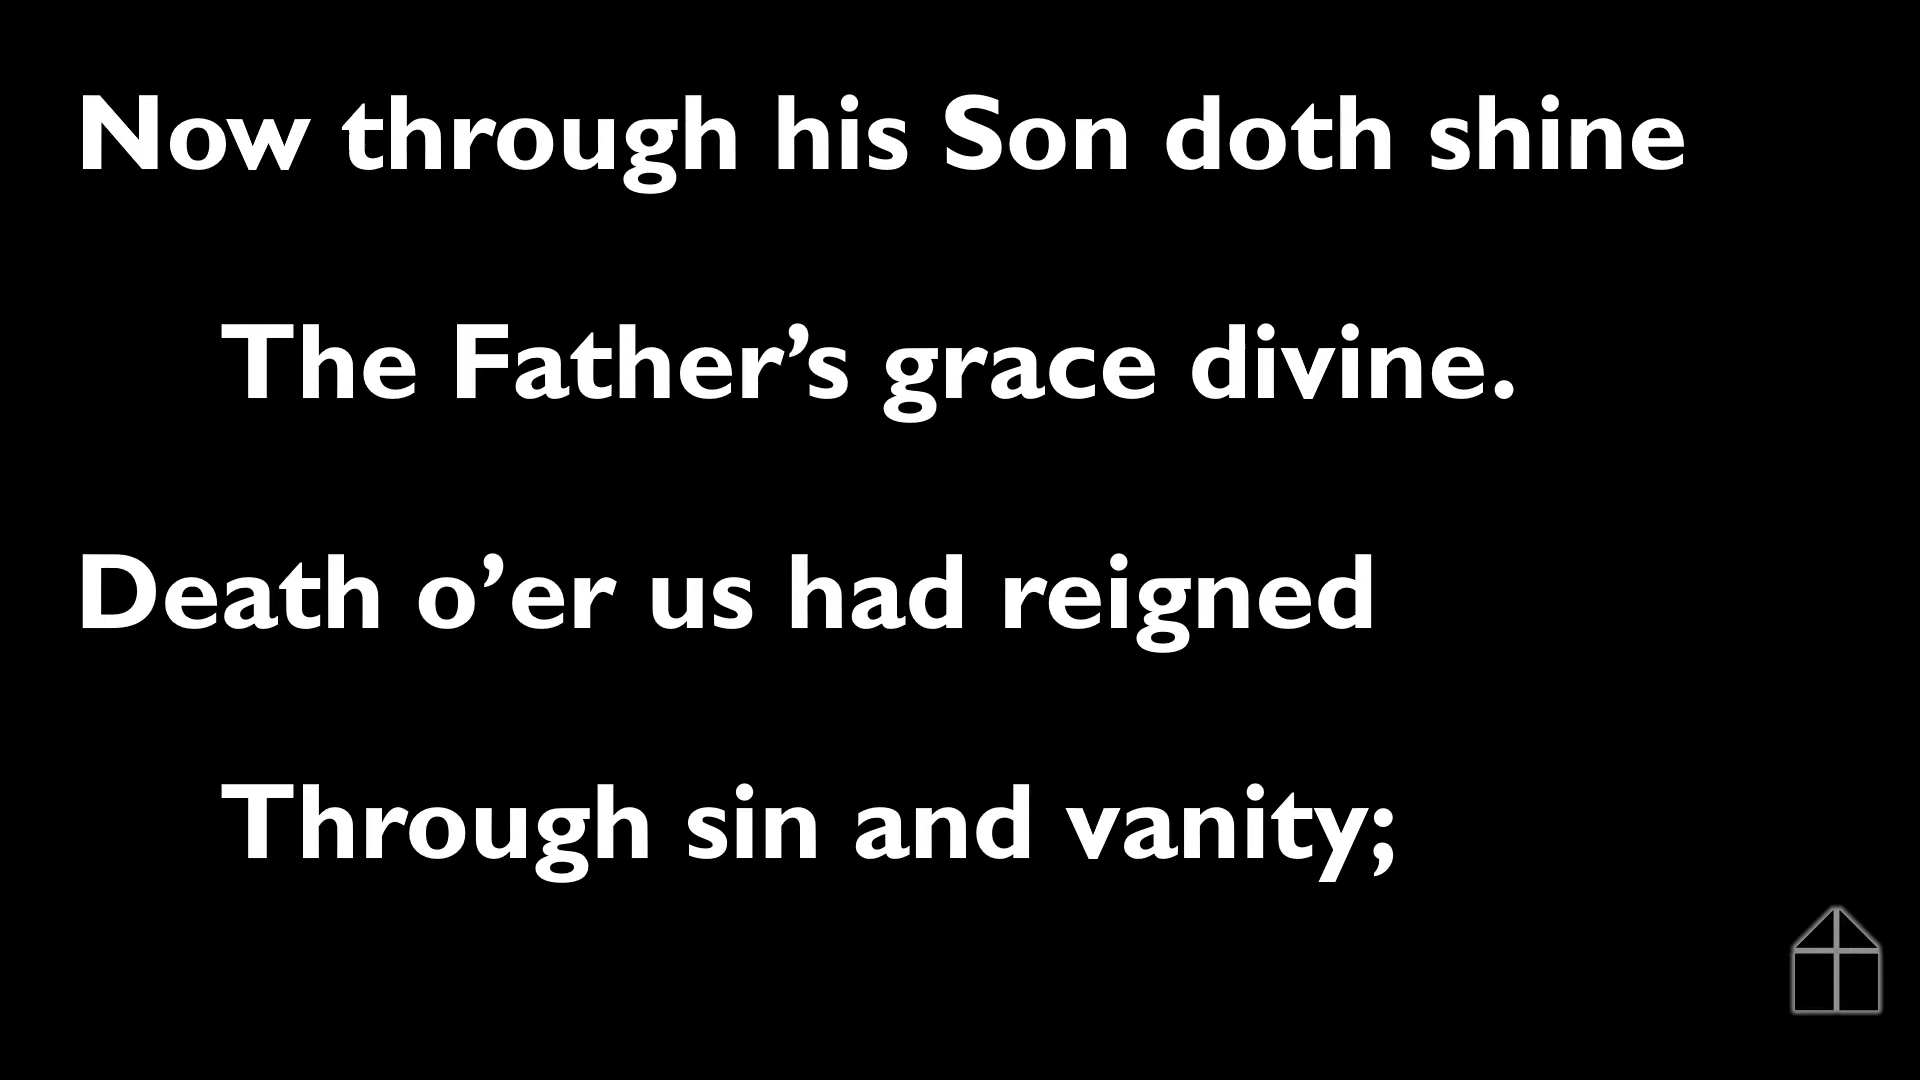 Now through his Son doth shine
The Father’s grace divine.
Death o’er us had reigned
Through sin and vanity;